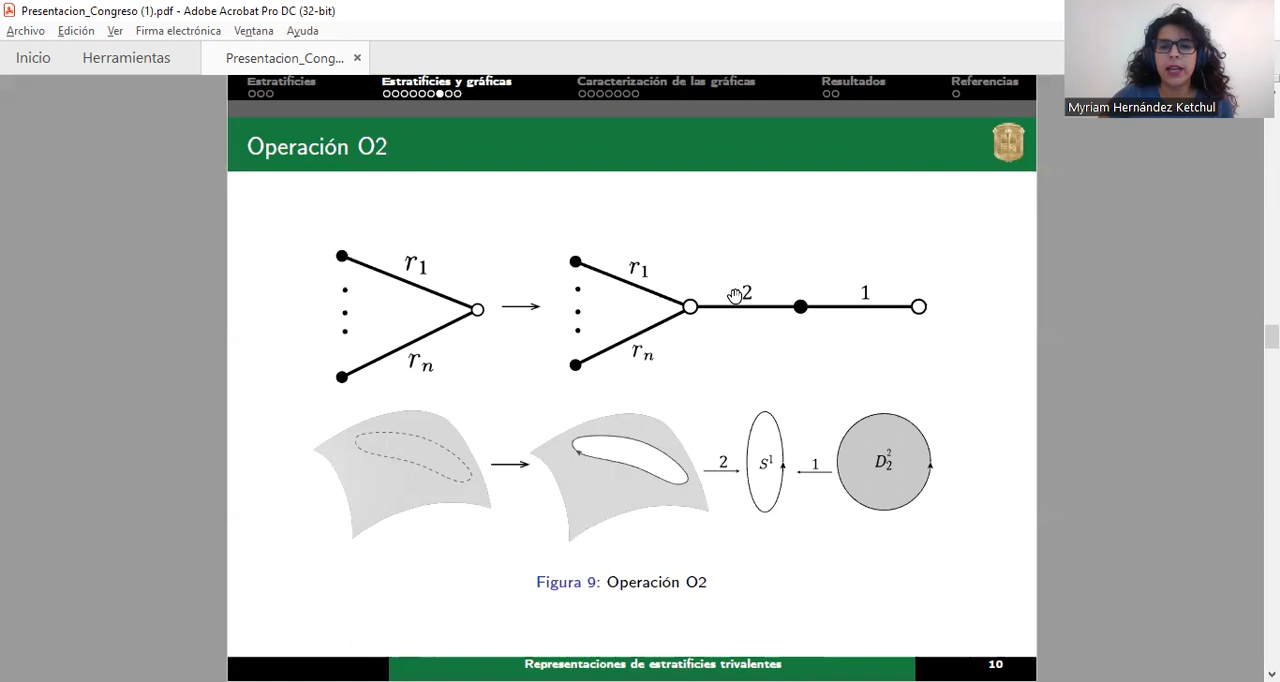 Presentacion_Congreso (1).pdf - Adobe Acrobat Pro DC (32-bit)
Archivo Edición Ver Firma electrónica Ventana Ayuda
Inicio Herramientas Presentacion_Cong... ×
Estratificies Estratificies y gráficas Caracterización de las gráficas Resultados Referencias
Myriam Hernández Ketchul
Operación O2
r1 r1
2 1
rn rn
2 S¹ 1 D₂²
Figura 9: Operación O2
Representaciones de estratificies trivalentes 10